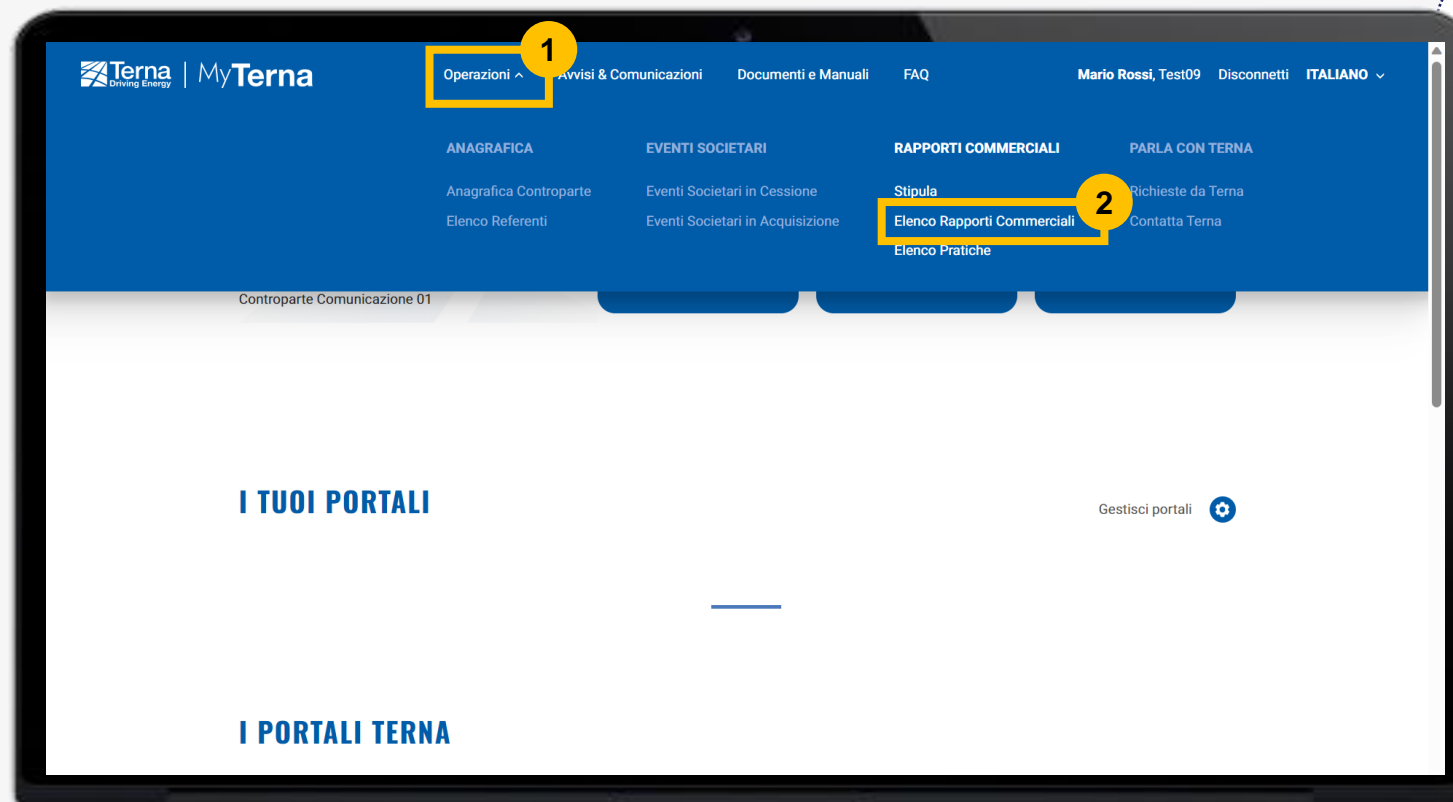 1
Terna
Driving Energy
MyTerna
Operazioni
Avvisi & Comunicazioni
Documenti e Manuali
FAQ
Mario Rossi, Test09
Disconnetti
ITALIANO
ANAGRAFICA
Anagrafica Controparte
Elenco Referenti
EVENTI SOCIETARI
Eventi Societari in Cessione
Eventi Societari in Acquisizione
RAPPORTI COMMERCIALI
Stipula
2
Elenco Rapporti Commerciali
Elenco Pratiche
PARLA CON TERNA
Richieste da Terna
Contatta Terna
Controparte Comunicazione 01
I TUOI PORTALI
Gestisci portali
I PORTALI TERNA